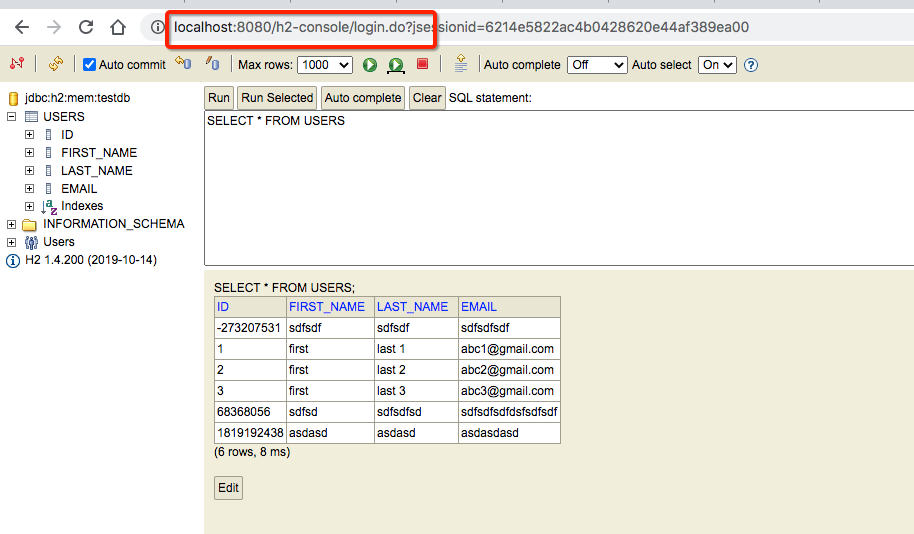 localhost:8080/h2-console/login.do?jsessionid=6214e5822ac4b0428620e44af389ea00
Auto commit Max rows: 1000 Auto complete Off Auto select On ?
jdbc:h2:mem:testdb
USERS
ID
FIRST_NAME
LAST_NAME
EMAIL
Indexes
INFORMATION_SCHEMA
Users
H2 1.4.200 (2019-10-14)
Run Run Selected Auto complete Clear SQL statement:
SELECT * FROM USERS
SELECT * FROM USERS;
ID FIRST_NAME LAST_NAME EMAIL
-273207531 sdfsdf sdfsdf sdfsdfsdf
1 first last 1 abc1@gmail.com
2 first last 2 abc2@gmail.com
3 first last 3 abc3@gmail.com
68368056 sdfsd sdfsdfsd sdfsdfsdfdsfsdfsdf
1819192438 asdasd asdasd asdasdasd
(6 rows, 8 ms)
Edit